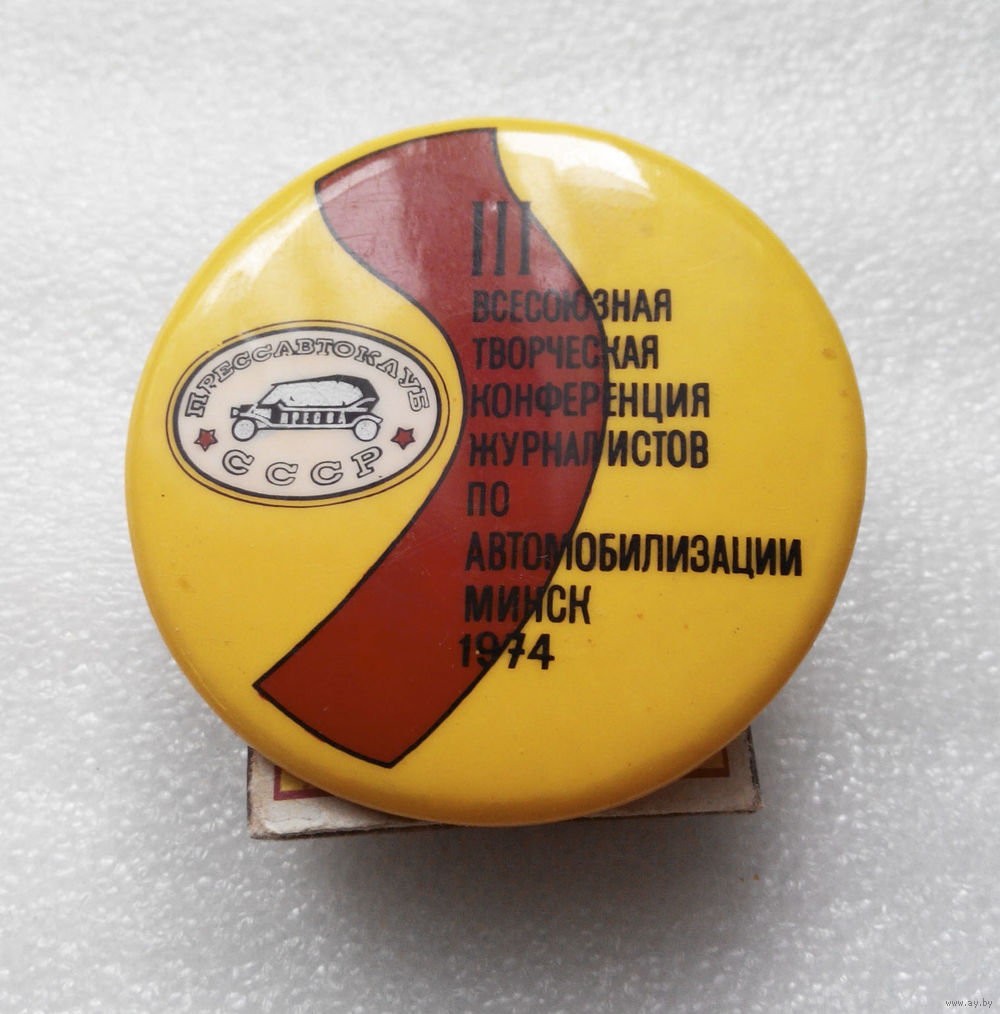 III
ВСЕСОЮЗНАЯ
ТВОРЧЕСКАЯ
КОНФЕРЕНЦИЯ
ЖУРНАЛИСТОВ
ПО
АВТОМОБИЛИЗАЦИИ
МИНСК
1974
ПРЕССАВТОКЛУБ
ПРЕССА
СССР
www.ay.by